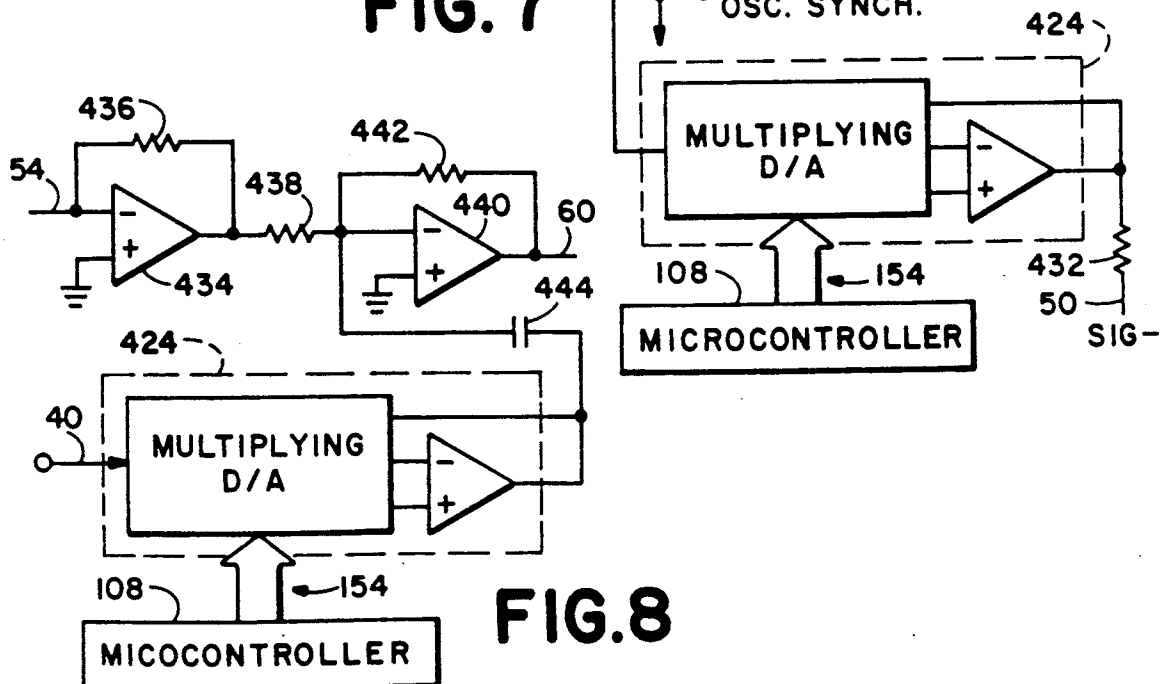 FIG. 7
OSC. SYNCH.
424
MULTIPLYING
D/A
-
+
432
50
SIG-
108
154
MICROCONTROLLER
436
54
-
+
434
438
442
440
-
+
60
444
424
40
MULTIPLYING
D/A
-
+
108
154
MICOCONTROLLER
FIG.8